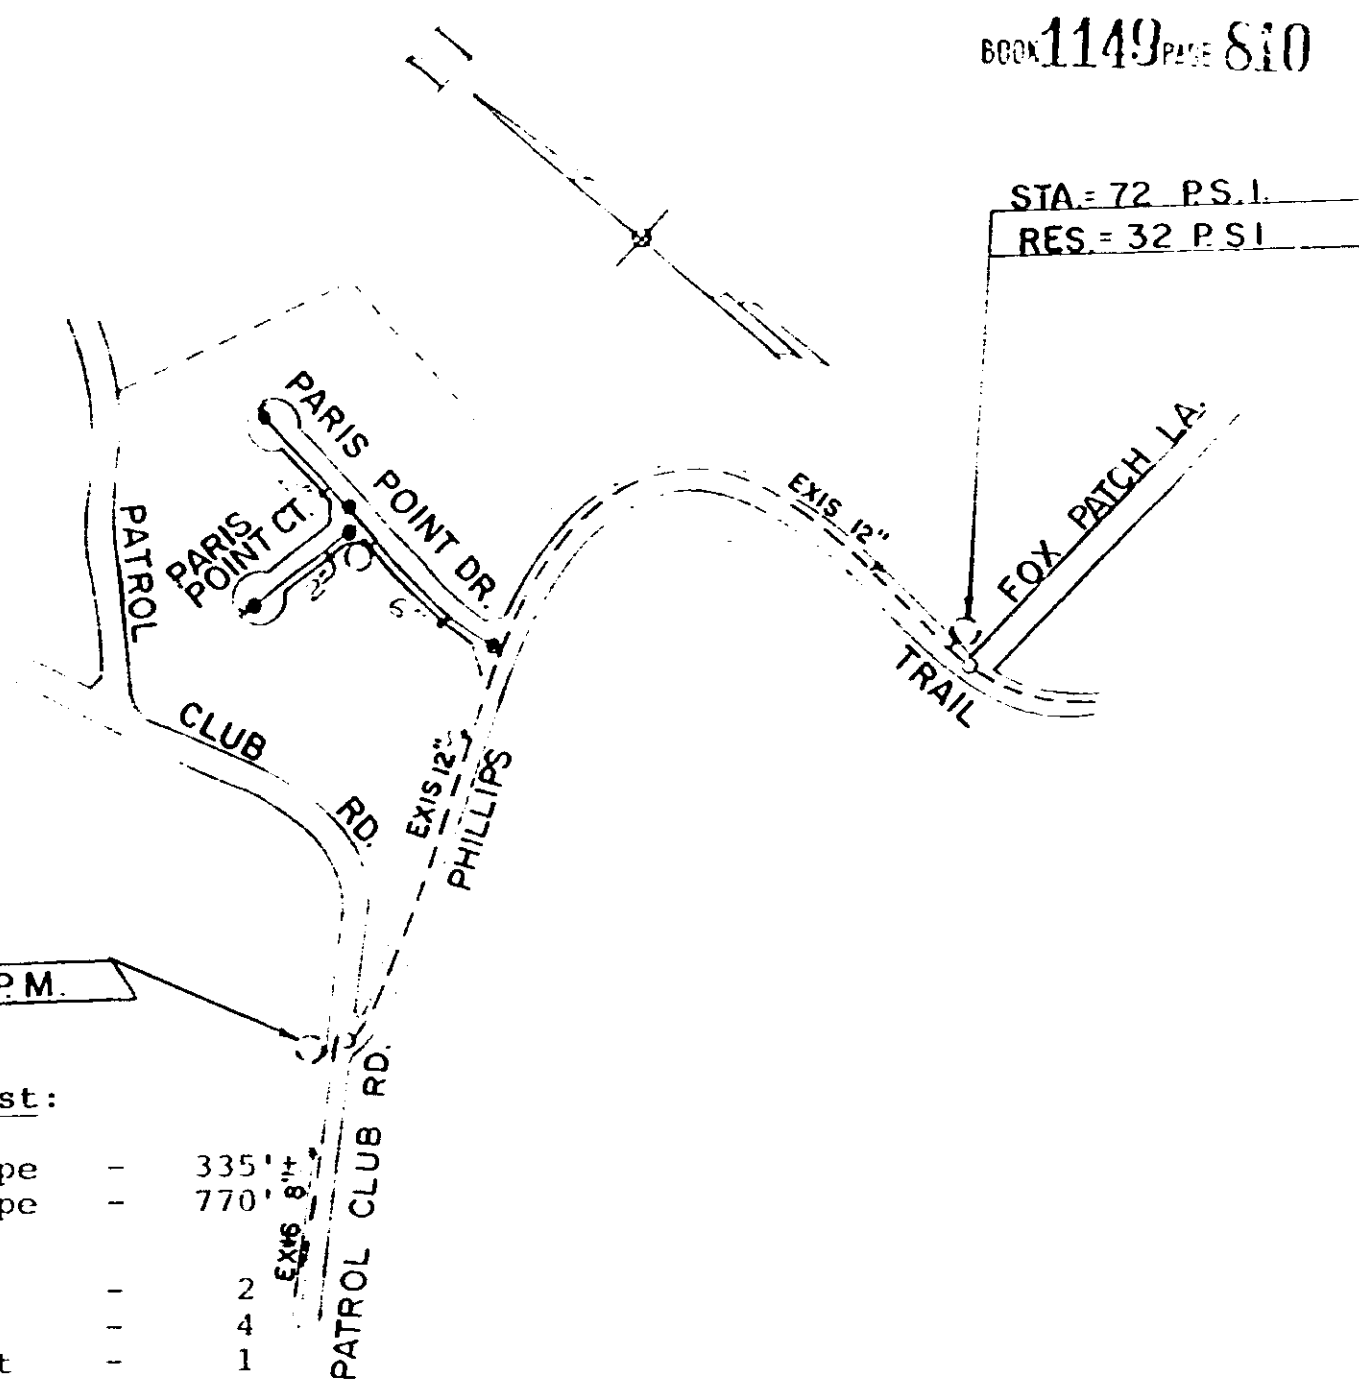 BOOK 1149 PAGE 810
STA.= 72 P.S.I.
RES.= 32 P.S.I
PARIS POINT DR.
PARIS
POINT CT.
2"
6"
PATROL
CLUB
RD.
EXIS 12"
FOX PATCH LA.
TRAIL
EXIS 12"
PHILLIPS
P.M.
st:
pe - 335'±
pe - 770'
- 2
- 4
t - 1
EXIS 8"
PATROL CLUB RD.